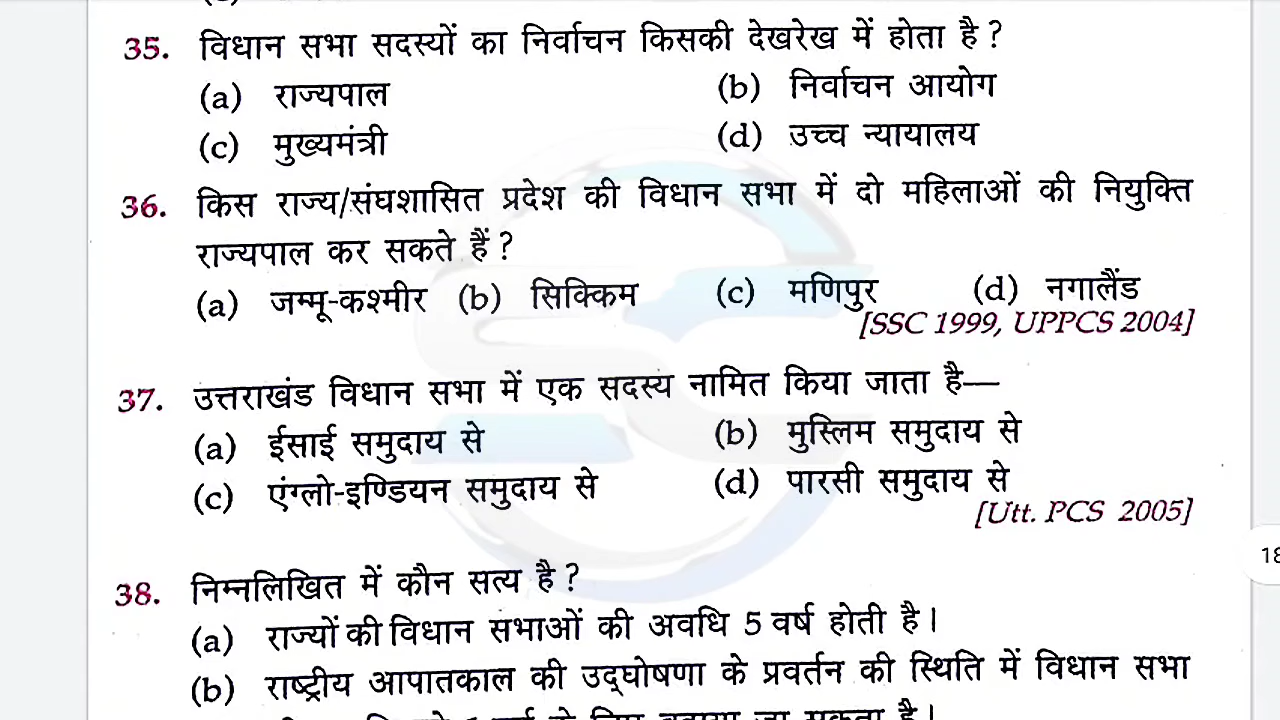 35. विधान सभा सदस्यों का निर्वाचन किसकी देखरेख में होता है ?
(a) राज्यपाल (b) निर्वाचन आयोग
(c) मुख्यमंत्री (d) उच्च न्यायालय
36. किस राज्य/संघशासित प्रदेश की विधान सभा में दो महिलाओं की नियुक्ति
राज्यपाल कर सकते हैं ?
(a) जम्मू-कश्मीर (b) सिक्किम (c) मणिपुर (d) नगालैंड
[SSC 1999, UPPCS 2004]
37. उत्तराखंड विधान सभा में एक सदस्य नामित किया जाता है—
(a) ईसाई समुदाय से (b) मुस्लिम समुदाय से
(c) एंग्लो-इण्डियन समुदाय से (d) पारसी समुदाय से
[Utt. PCS 2005]
18
38. निम्नलिखित में कौन सत्य है ?
(a) राज्यों की विधान सभाओं की अवधि 5 वर्ष होती है।
(b) राष्ट्रीय आपातकाल की उद्घोषणा के प्रवर्तन की स्थिति में विधान सभा